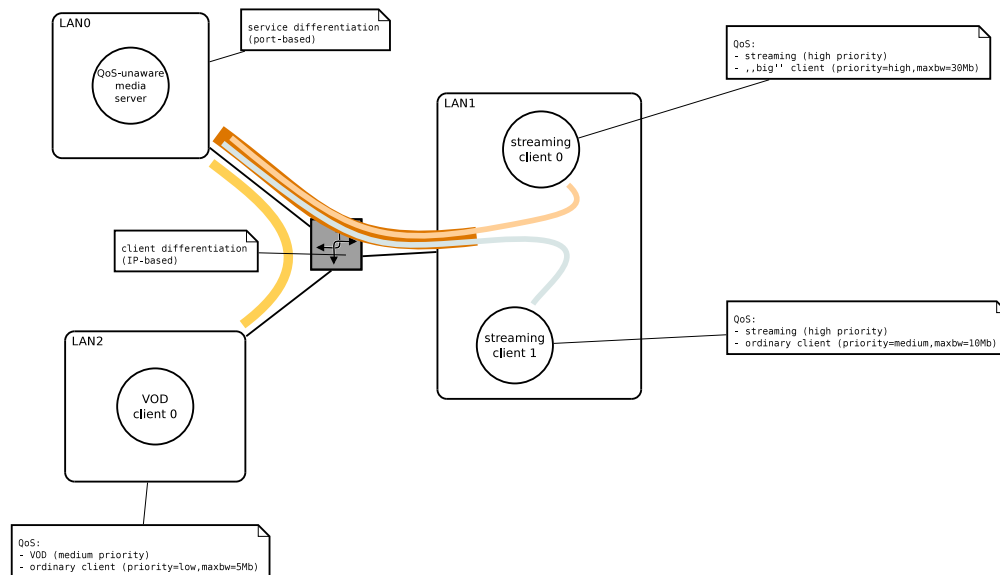 LAN0
QoS-unaware
media
server
service differentiation
(port-based)
QoS:
- streaming (high priority)
- ,,big'' client (priority=high,maxbw=30Mb)
LAN1
streaming
client 0
client differentiation
(IP-based)
streaming
client 1
QoS:
- streaming (high priority)
- ordinary client (priority=medium,maxbw=10Mb)
LAN2
VOD
client 0
QoS:
- VOD (medium priority)
- ordinary client (priority=low,maxbw=5Mb)